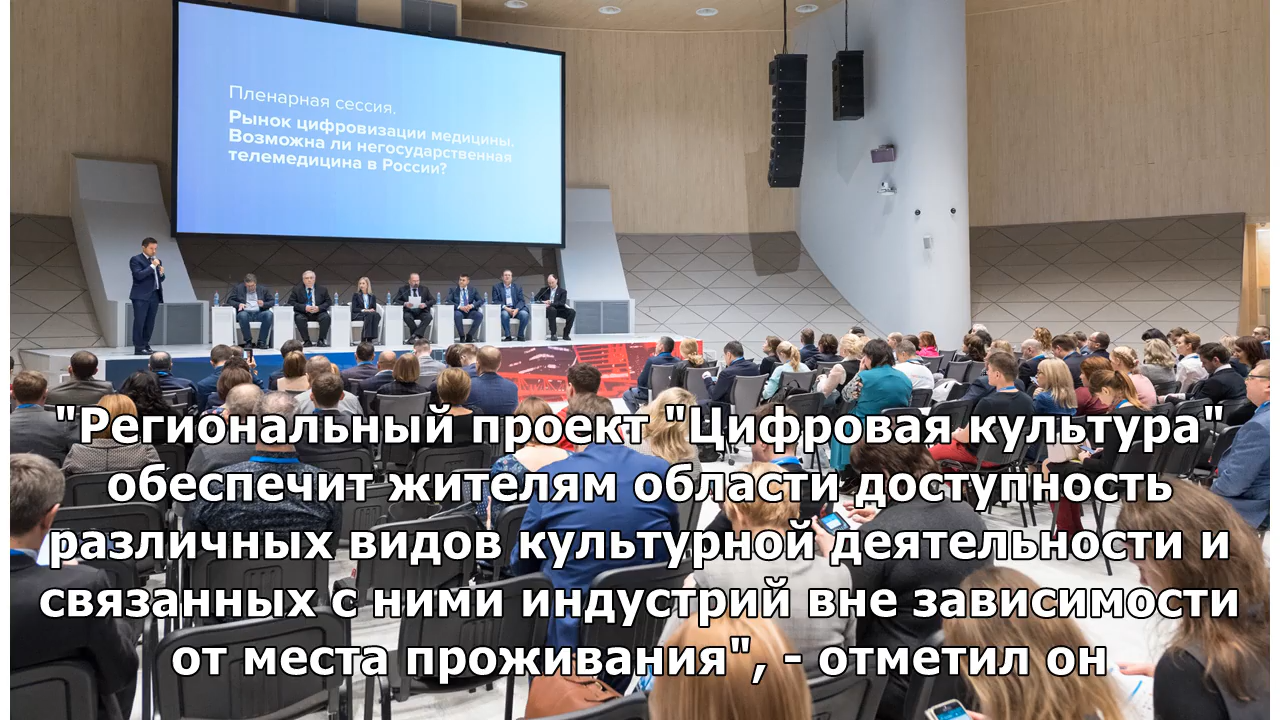 Пленарная сессия.
Рынок цифровизации медицины.
Возможна ли негосударственная
телемедицина в России?
"Региональный проект "Цифровая культура"
обеспечит жителям области доступность
различных видов культурной деятельности и
связанных с ними индустрий вне зависимости
от места проживания", - отметил он